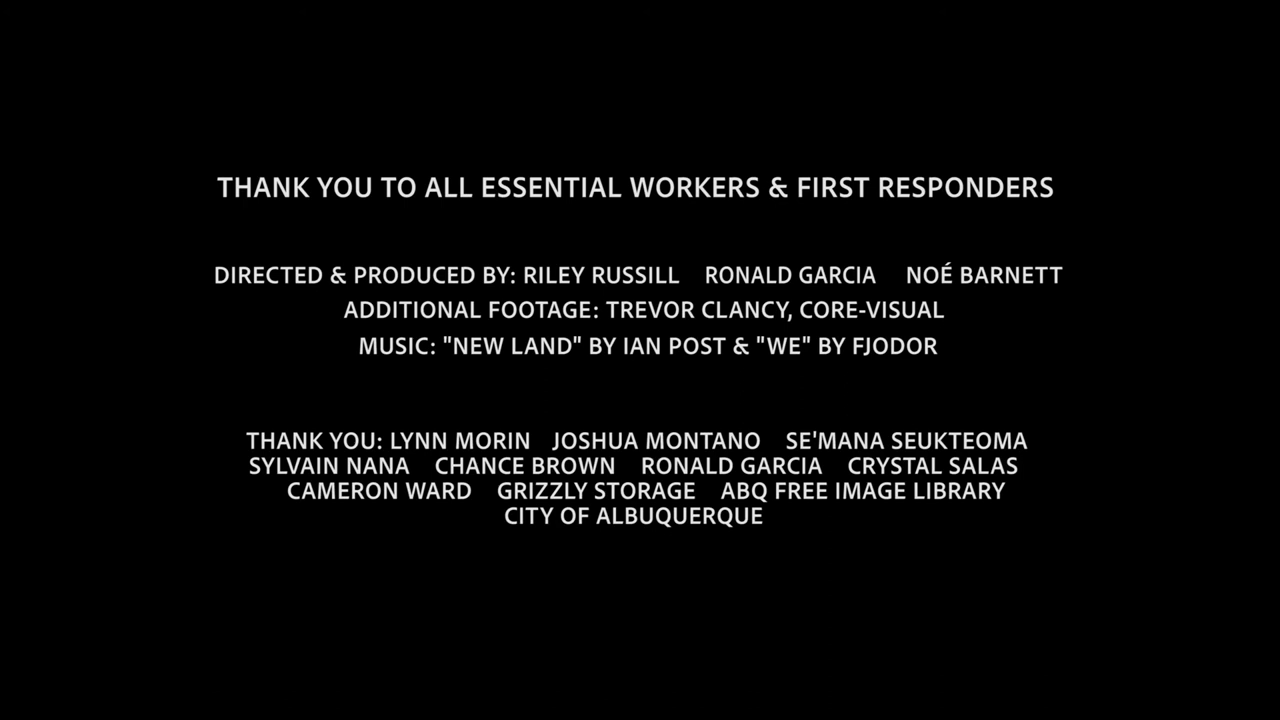 THANK YOU TO ALL ESSENTIAL WORKERS & FIRST RESPONDERS
DIRECTED & PRODUCED BY: RILEY RUSSILL RONALD GARCIA NOÉ BARNETT
ADDITIONAL FOOTAGE: TREVOR CLANCY, CORE-VISUAL
MUSIC: "NEW LAND" BY IAN POST & "WE" BY FJODOR
THANK YOU: LYNN MORIN JOSHUA MONTANO SE'MANA SEUKTEOMA
SYLVAIN NANA CHANCE BROWN RONALD GARCIA CRYSTAL SALAS
CAMERON WARD GRIZZLY STORAGE ABQ FREE IMAGE LIBRARY
CITY OF ALBUQUERQUE